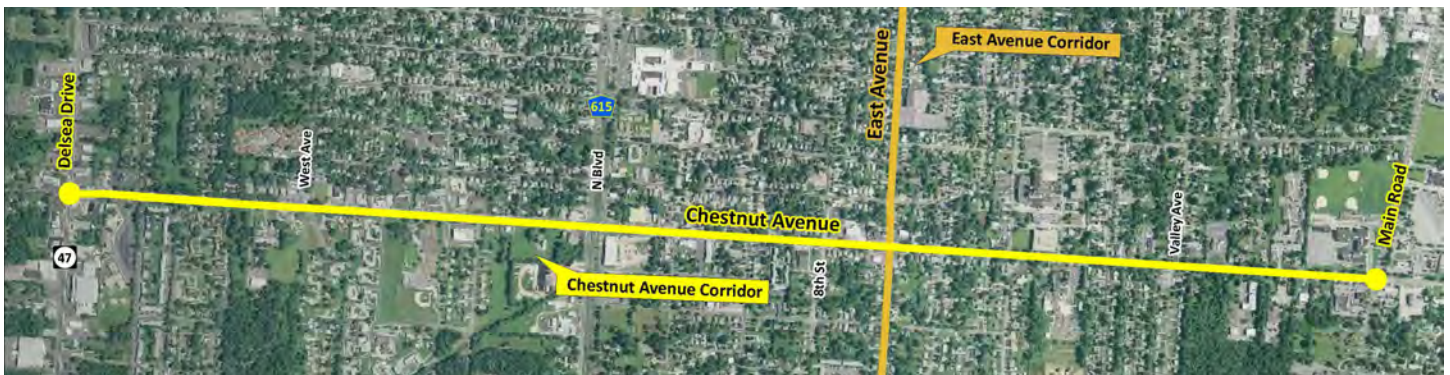 Delsea Drive
47
West Ave
615
N Blvd
Chestnut Avenue Corridor
Chestnut Avenue
8th St
East Avenue
East Avenue Corridor
Valley Ave
Main Road